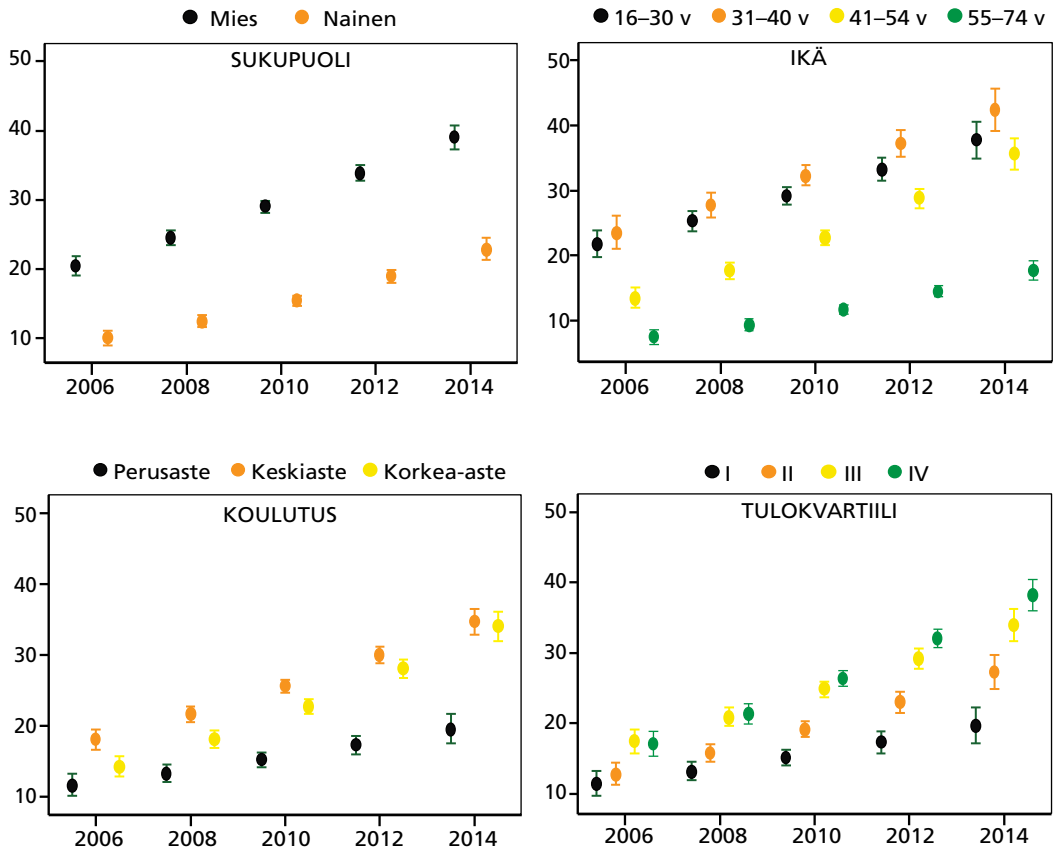 Mies Nainen
SUKUPUOLI
50
40
30
20
10
2006 2008 2010 2012 2014
16–30 v 31–40 v 41–54 v 55–74 v
IKÄ
50
40
30
20
10
2006 2008 2010 2012 2014
Perusaste Keskiaste Korkea-aste
KOULUTUS
50
40
30
20
10
2006 2008 2010 2012 2014
I II III IV
TULOKVARTIILI
50
40
30
20
10
2006 2008 2010 2012 2014